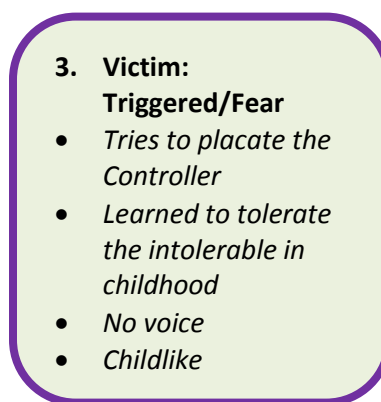 3. Victim:
Triggered/Fear
• Tries to placate the
Controller
• Learned to tolerate
the intolerable in
childhood
• No voice
• Childlike